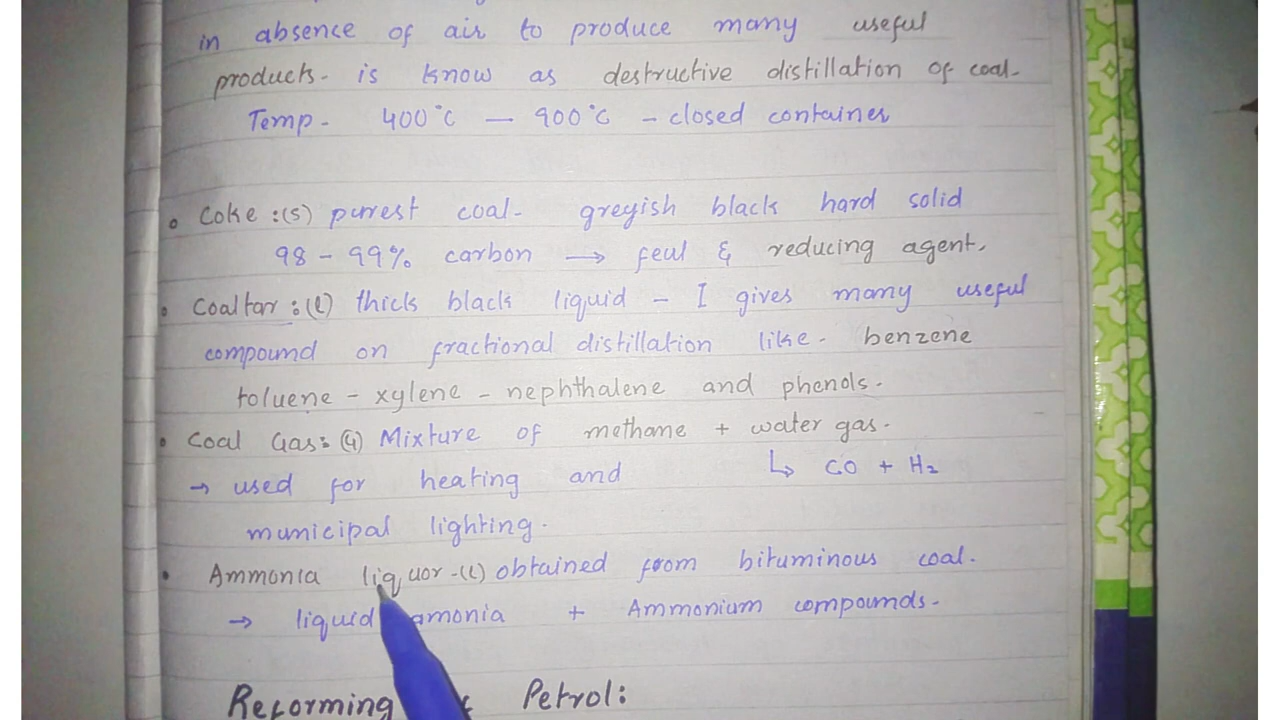 in absence of air to produce many useful
products. is know as destructive distillation of coal.
Temp. 400°C — 900°C - closed container
Coke :(s) purrest coal. greyish black hard solid
98 - 99% carbon → feul & reducing agent.
Coaltar :(l) thick black liquid - I gives many useful
compound on fractional distillation like. benzene
toluene - xylene - nephthalene and phenols.
Coal Gas: (G) Mixture of methane + water gas.
→ used for heating and ↳ CO + H₂
municipal lighting.
Ammonia liquor -(l) obtained from bituminous coal.
→ liquid amonia + Ammonium compounds.
Reforming Petrol: